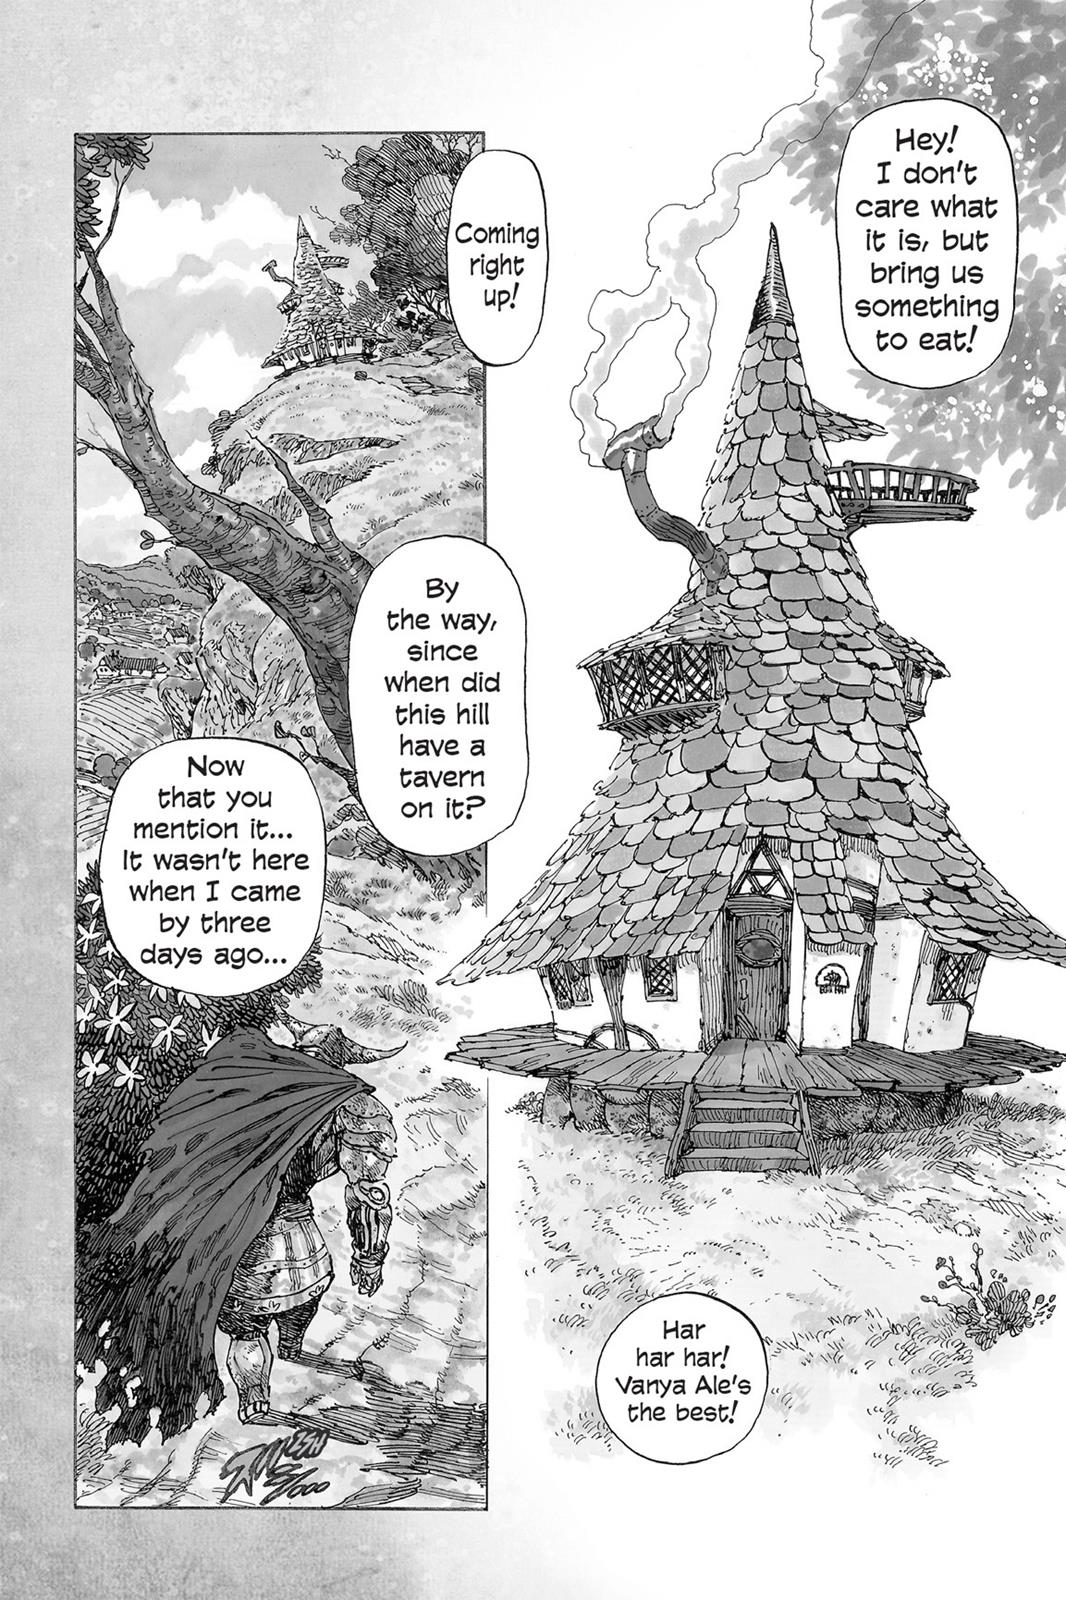 Hey!
I don't
care what
it is, but
bring us
something
to eat!
Coming
right
up!
By
the way,
since
when did
this hill
have a
tavern
on it?
Now
that you
mention it...
It wasn't here
when I came
by three
days ago...
Har
har har!
Vanya Ale's
the best!